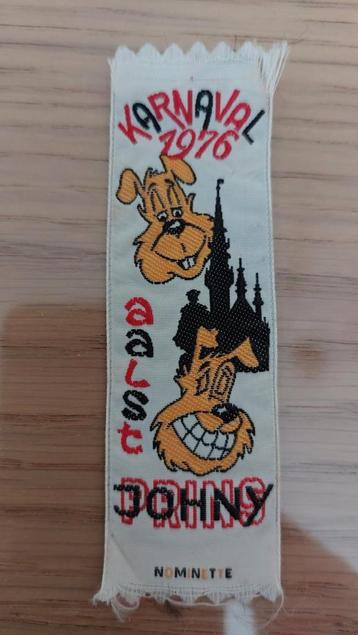 KARNAVAL
1976
aalst
PRINS
JOHNY
NOMINETTE